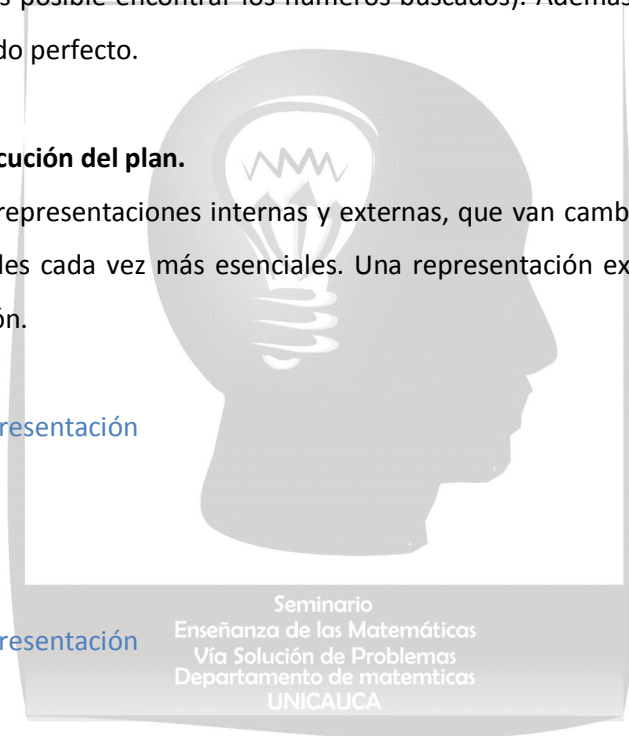 s posible encontrar los números buscados). Además
do perfecto.
cución del plan.
representaciones internas y externas, que van camb
les cada vez más esenciales. Una representación ex
ón.
resentación
resentación
Seminario
Enseñanza de las Matemáticas
Vía Solución de Problemas
Departamento de matemticas
UNICAUCA